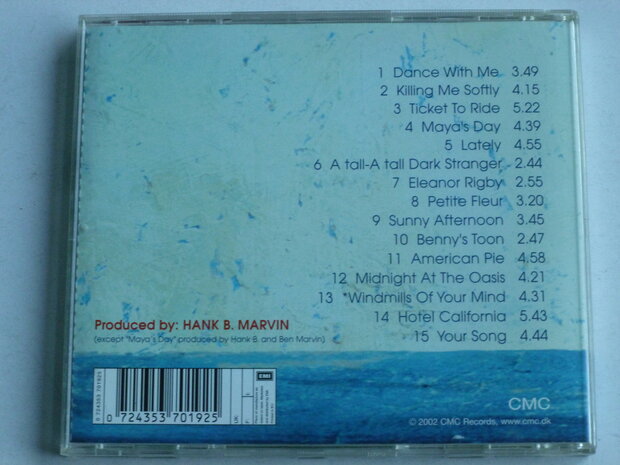 1 Dance With Me 3.49
2 Killing Me Softly 4.15
3 Ticket To Ride 5.22
4 Maya's Day 4.39
5 Lately 4.55
6 A tall-A tall Dark Stranger 2.44
7 Eleanor Rigby 2.55
8 Petite Fleur 3.20
9 Sunny Afternoon 3.45
10 Benny's Toon 2.47
11 American Pie 4.58
12 Midnight At The Oasis 4.21
13 "Windmills Of Your Mind 4.31
14 Hotel California 5.43
15 Your Song 4.44
Produced by: HANK B. MARVIN
(except "Maya's Day" produced by Hank B. and Ben Marvin)
0 724353 701925
0 724353 701925
UK:
F:
EMI
CMC
© 2002 CMC Records, www.cmc.dk